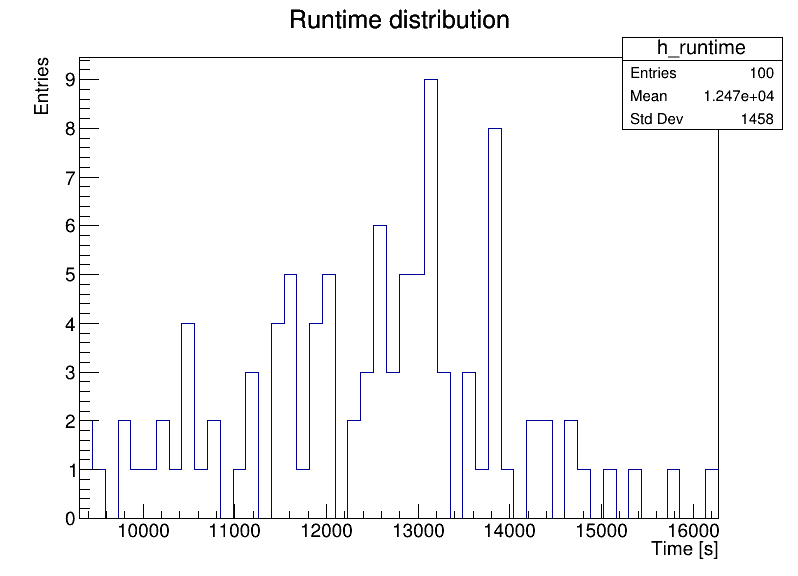 Runtime distribution
h_runtime
Entries 100
Mean 1.247e+04
Std Dev 1458
Entries
9
8
7
6
5
4
3
2
1
0
10000 11000 12000 13000 14000 15000 16000
Time [s]